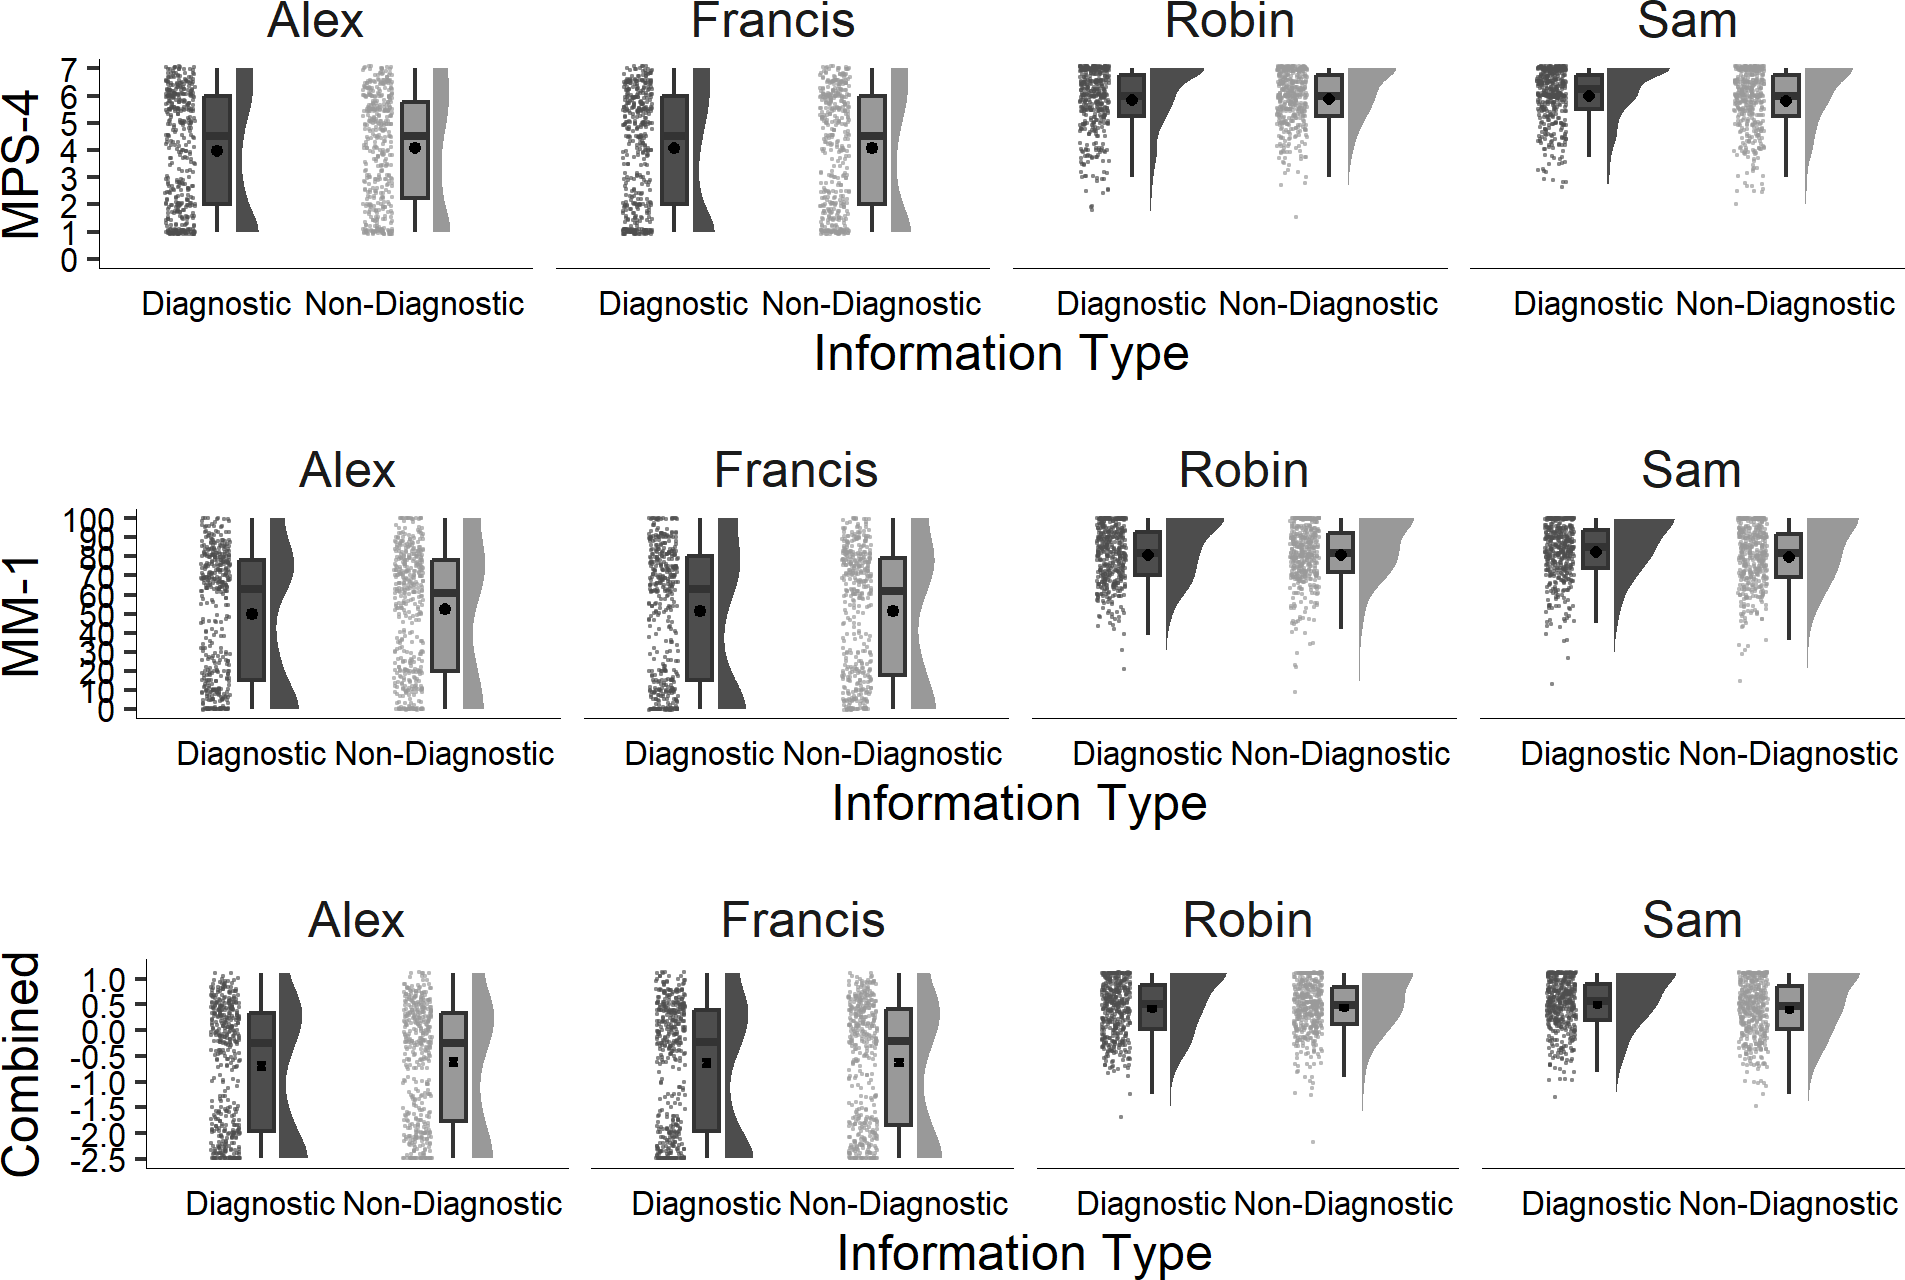 Alex Francis Robin Sam
MPS-4
7
6
5
4
3
2
1
0
Diagnostic Non-Diagnostic Diagnostic Non-Diagnostic Diagnostic Non-Diagnostic Diagnostic Non-Diagnostic
Information Type
Alex Francis Robin Sam
MM-1
100
90
80
70
60
50
40
30
20
10
0
Diagnostic Non-Diagnostic Diagnostic Non-Diagnostic Diagnostic Non-Diagnostic Diagnostic Non-Diagnostic
Information Type
Alex Francis Robin Sam
Combined
1.0
0.5
0.0
-0.5
-1.0
-1.5
-2.0
-2.5
Diagnostic Non-Diagnostic Diagnostic Non-Diagnostic Diagnostic Non-Diagnostic Diagnostic Non-Diagnostic
Information Type